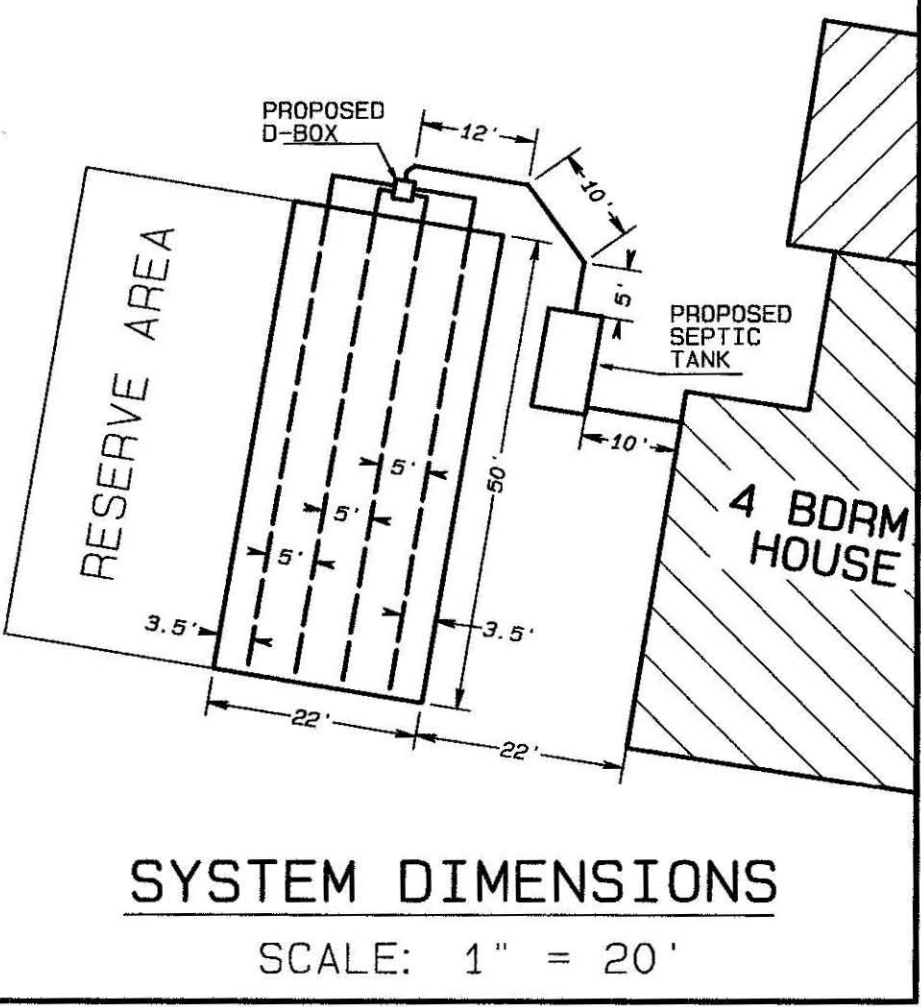 PROPOSED
D-BOX
12'
10'
5'
PROPOSED
SEPTIC
TANK
RESERVE AREA
10'
50'
5'
5'
5'
4 BDRM
HOUSE
3.5'
3.5'
22'
22'
SYSTEM DIMENSIONS
SCALE: 1" = 20'